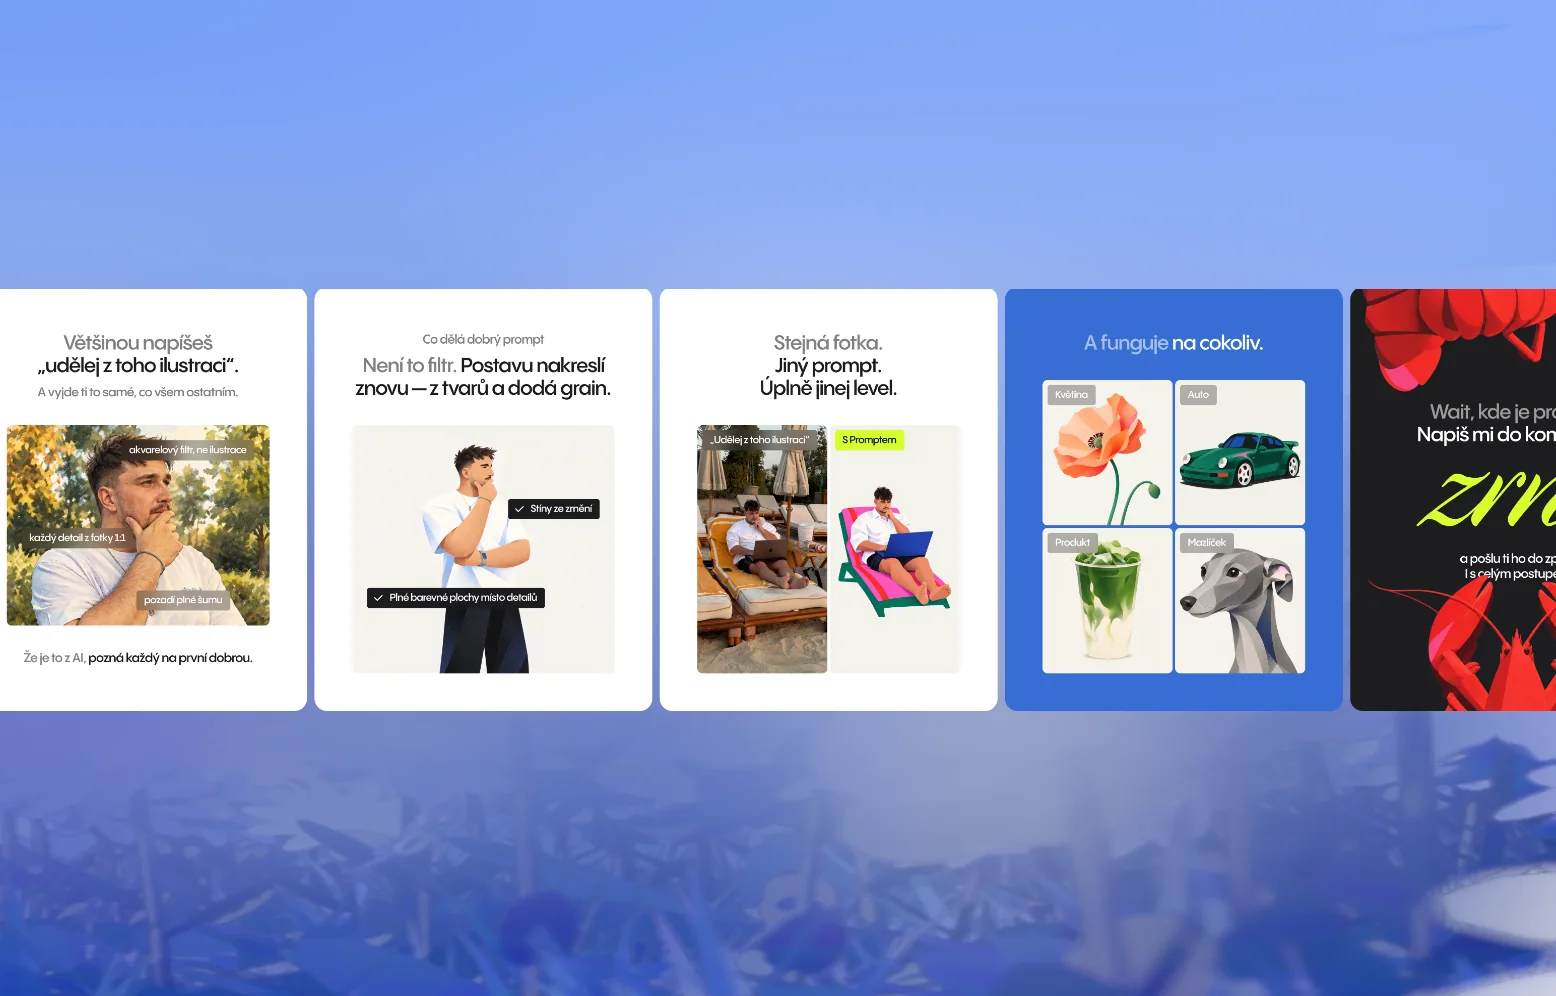 Většinou napíšeš
„udělej z toho ilustraci“.
A vyjde ti to samé, co všem ostatním.
akvarelový filtr, ne ilustrace
každý detail z fotky 1:1
pozadí plné šumu
Že je to z AI, pozná každý na první dobrou.
Co dělá dobrý prompt
Není to filtr. Postavu nakreslí
znovu — z tvarů a dodá grain.
Stíny ze změní
Plné barevné plochy místo detailů
Stejná fotka.
Jiný prompt.
Úplně jinej level.
„Udělej z toho ilustraci“
S Promptem
A funguje na cokoliv.
Květina
Auto
Produkt
Mazlíček
Wait, kde je
Napiš mi do
a pošlu ti ho do
I s celým